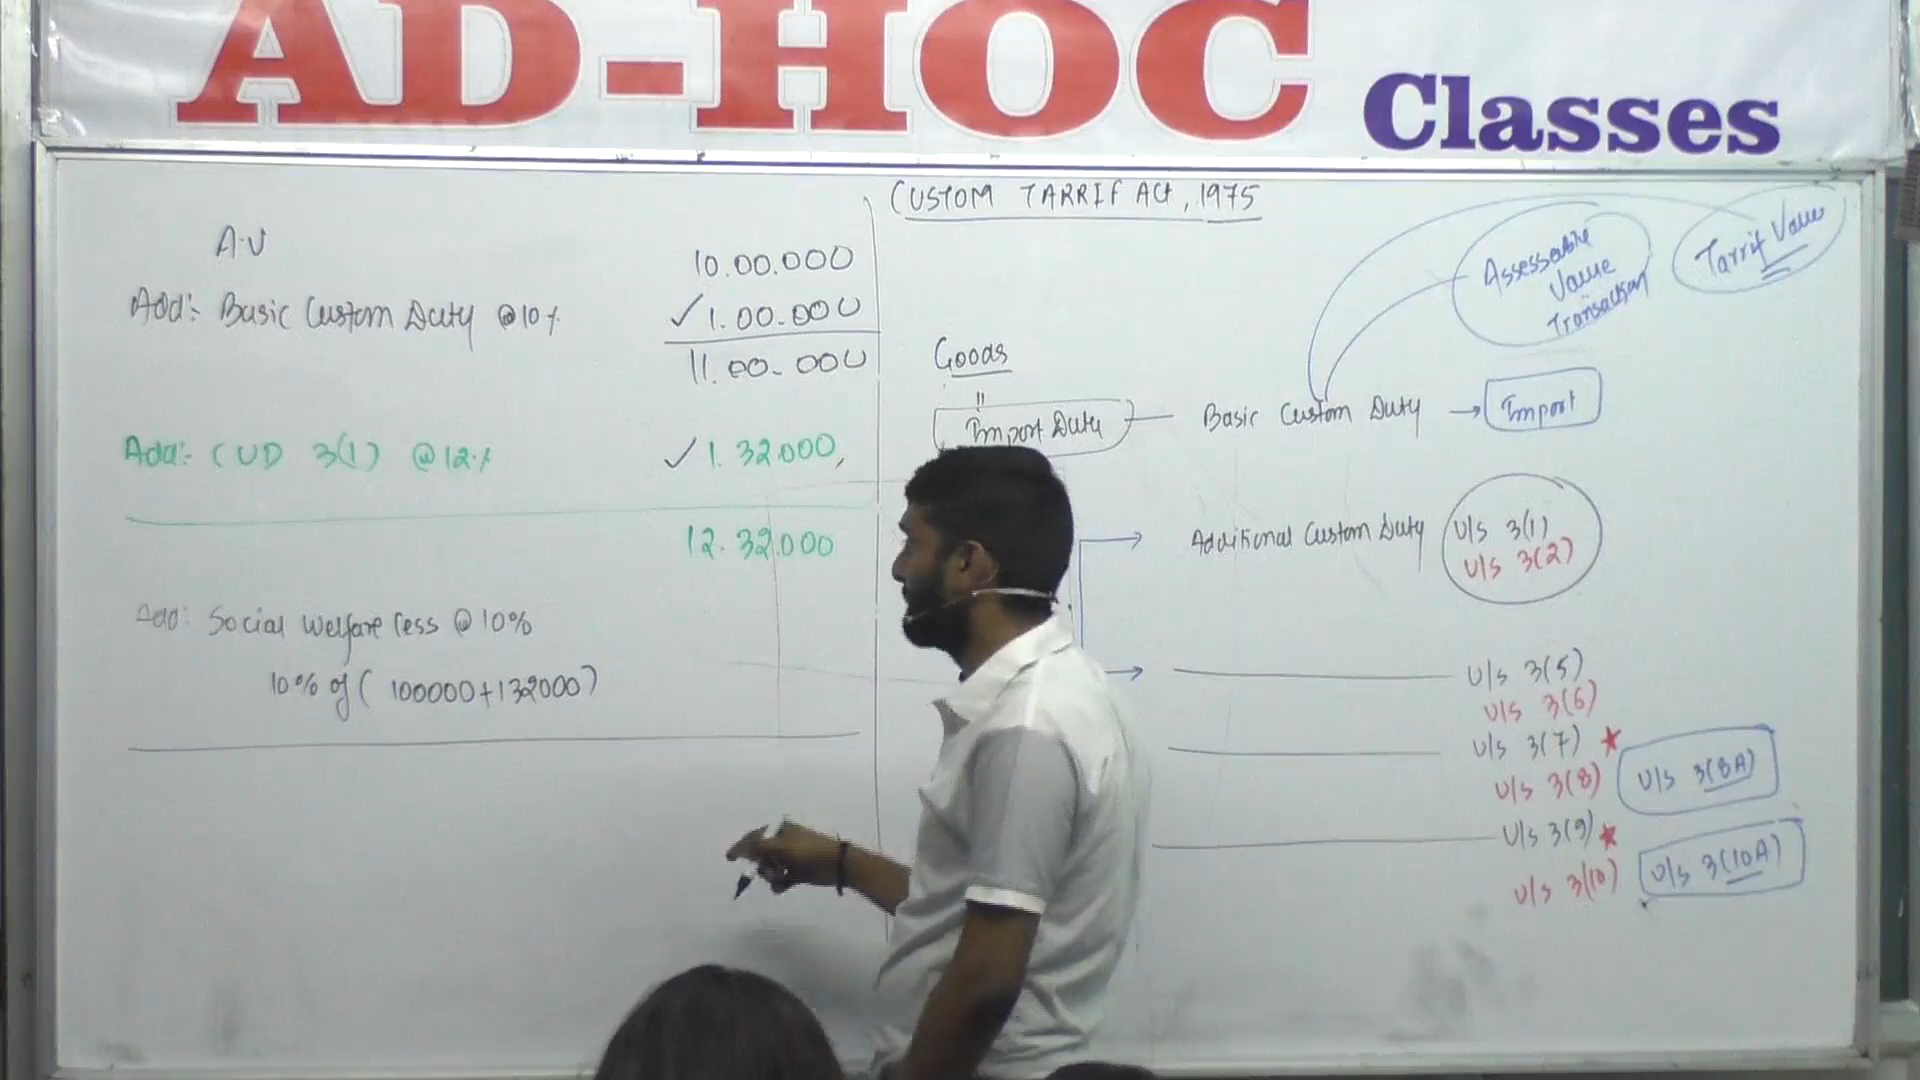 AD-HOC Classes
CUSTOM TARRIF ACT, 1975
A.V 10.00.000
Add:- Basic Custom Duty @10% ✓ 1.00.000
11.00.000
Add:- CVD 3(1) @12% ✓ 1.32.000
12.32.000
Add: Social Welfare Cess @ 10%
10% of ( 100000+132000)
Assessable
Value
Transaction
Tarrif Value
Goods
Import Duty Basic Custom Duty → Import
Additional Custom Duty U/s 3(1)
U/s 3(2)
U/s 3(5)
U/s 3(6)
U/s 3(7) ★
U/s 3(8) U/s 3(8A)
U/s 3(9) ★
U/s 3(10) U/s 3(10A)